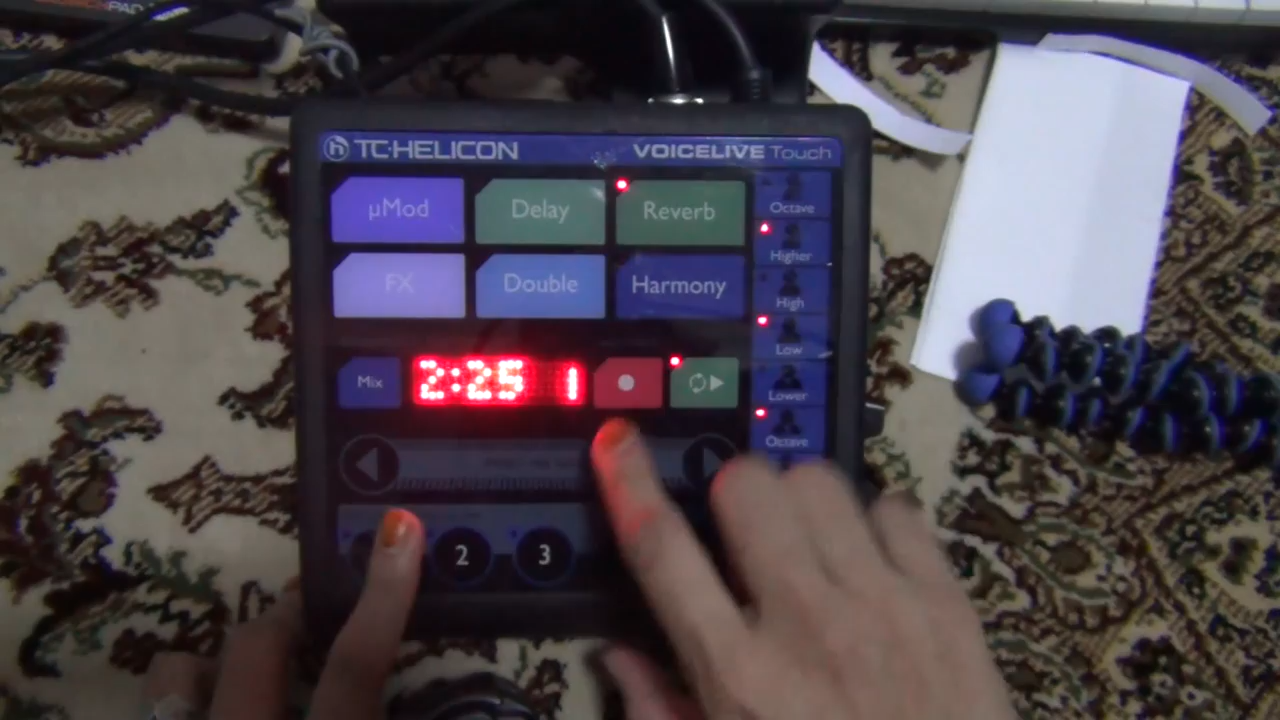 TC·HELICON VOICELIVE Touch
µMod Delay Reverb
FX Double Harmony
Octave
Higher
High
Low
Lower
Octave
Mix 2:25 1
2 3